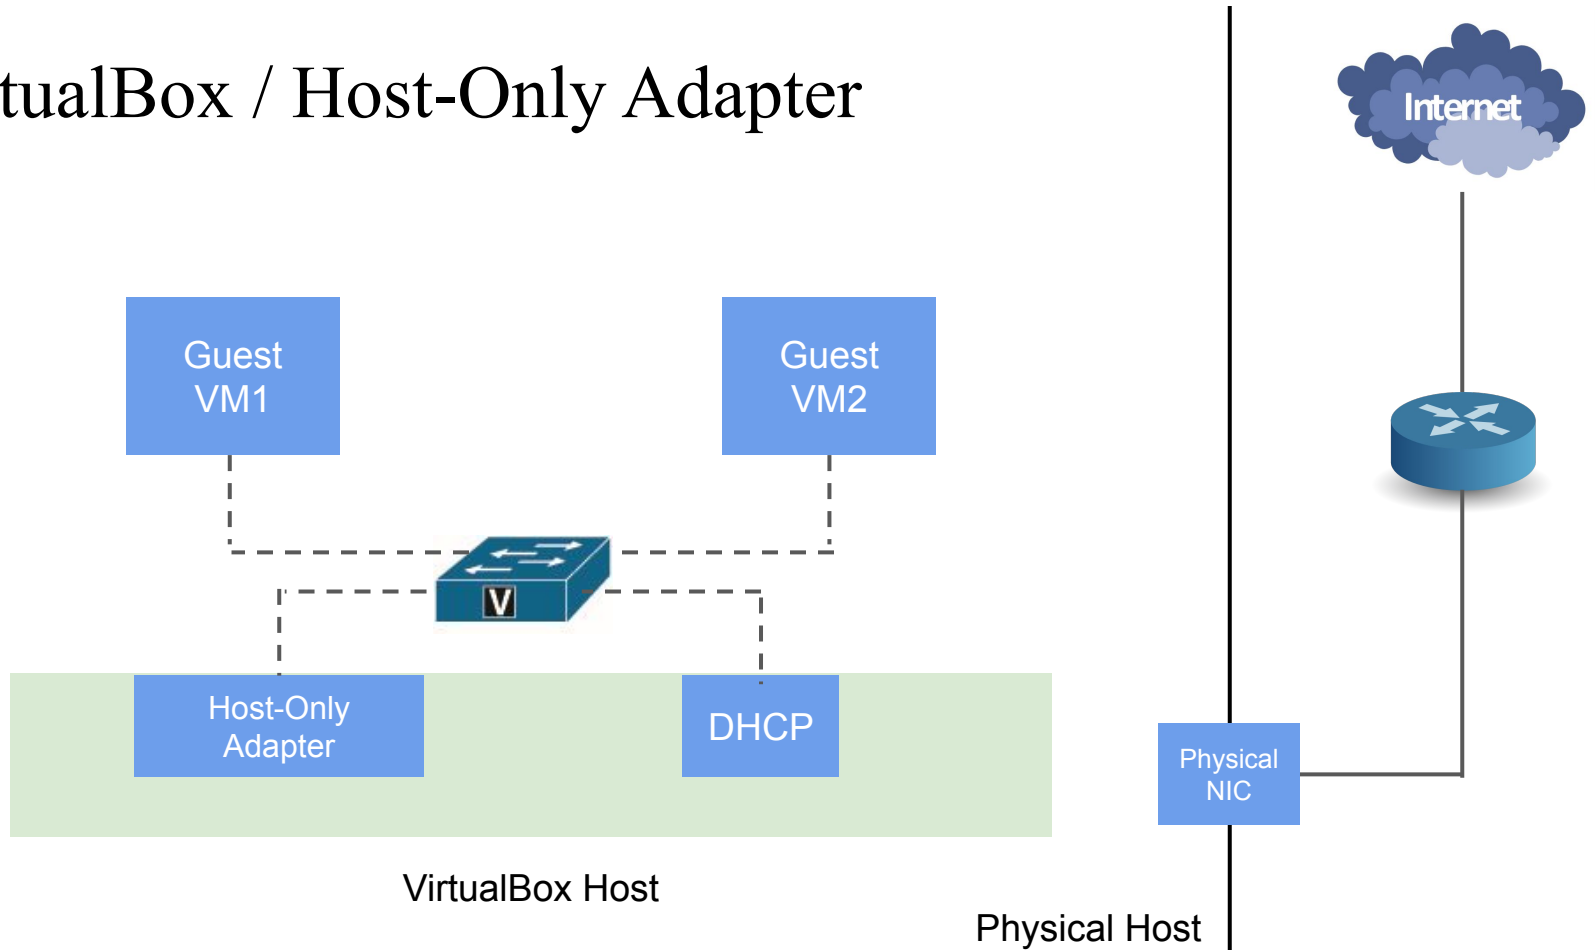 tualBox / Host-Only Adapter
Internet
Guest
VM1
Guest
VM2
V
Host-Only
Adapter
DHCP
Physical
NIC
VirtualBox Host
Physical Host